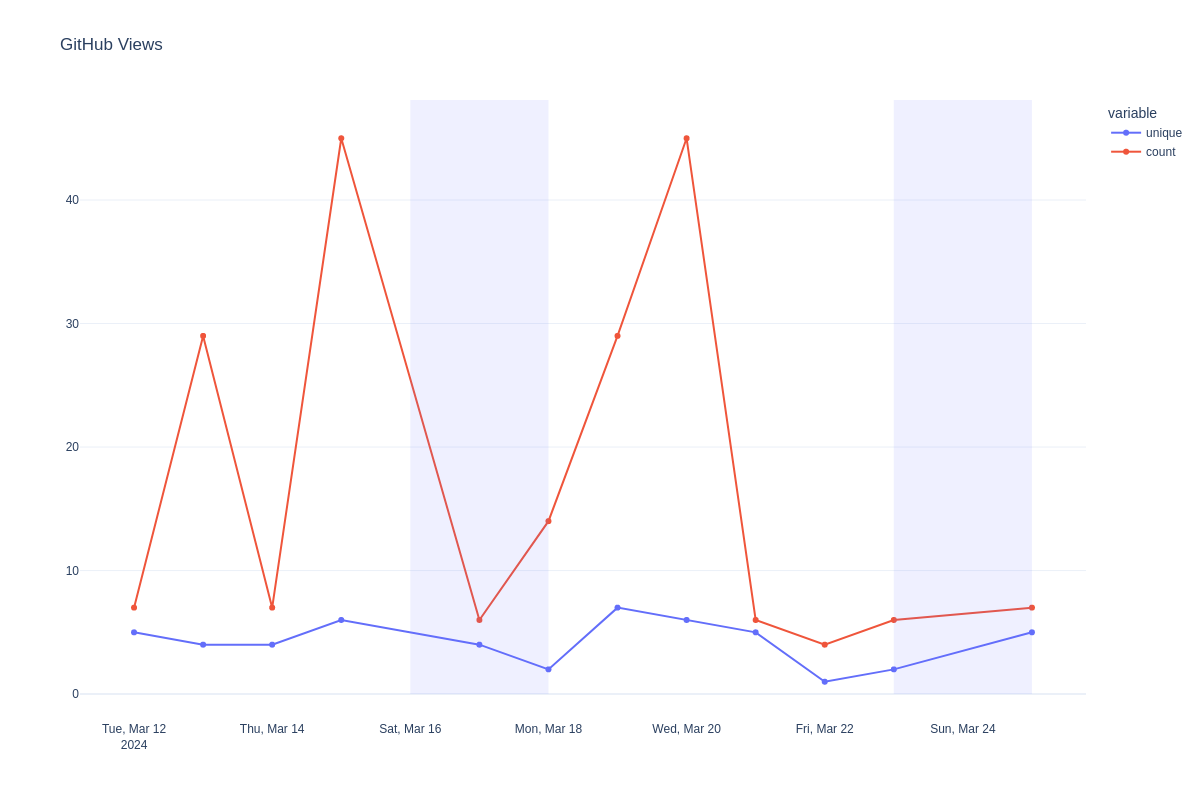 GitHub Views
variable
unique
count
40
30
20
10
0
Tue, Mar 12
2024
Thu, Mar 14
Sat, Mar 16
Mon, Mar 18
Wed, Mar 20
Fri, Mar 22
Sun, Mar 24